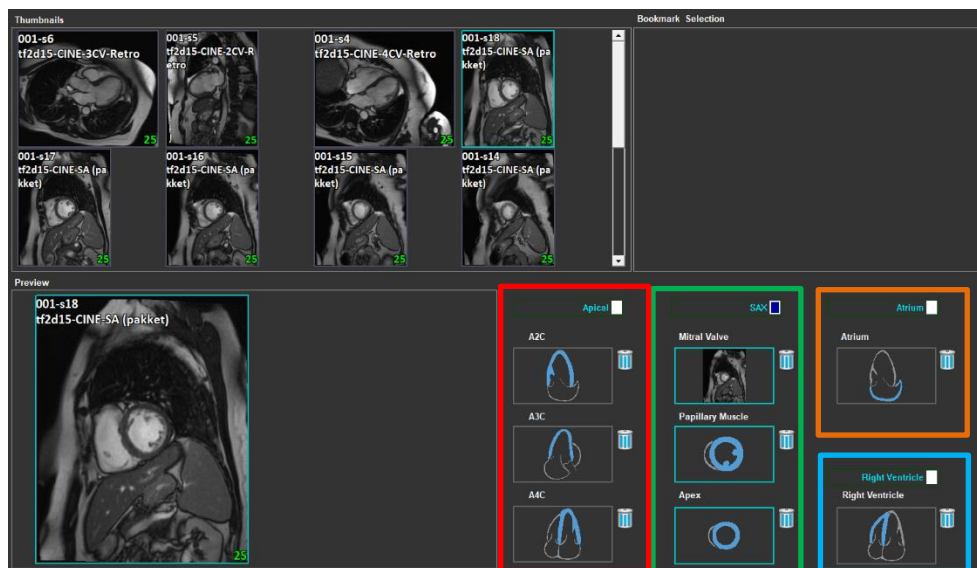 Thumbnails
Bookmark Selection
001-s6
tf2d15-CINE-3CV-Retro
25
001-s5
tf2d15-CINE-2CV-R
etro
25
001-s4
tf2d15-CINE-4CV-Retro
25
001-s18
tf2d15-CINE-SA (pa
kket)
25
001-s17
tf2d15-CINE-SA (pa
kket)
25
001-s16
tf2d15-CINE-SA (pa
kket)
25
001-s15
tf2d15-CINE-SA (pa
kket)
25
001-s14
tf2d15-CINE-SA (pa
kket)
25
Preview
001-s18
tf2d15-CINE-SA (pakket)
25
Apical
A2C
A3C
A4C
SAX
Mitral Valve
Papillary Muscle
Apex
Atrium
Atrium
Right Ventricle
Right Ventricle